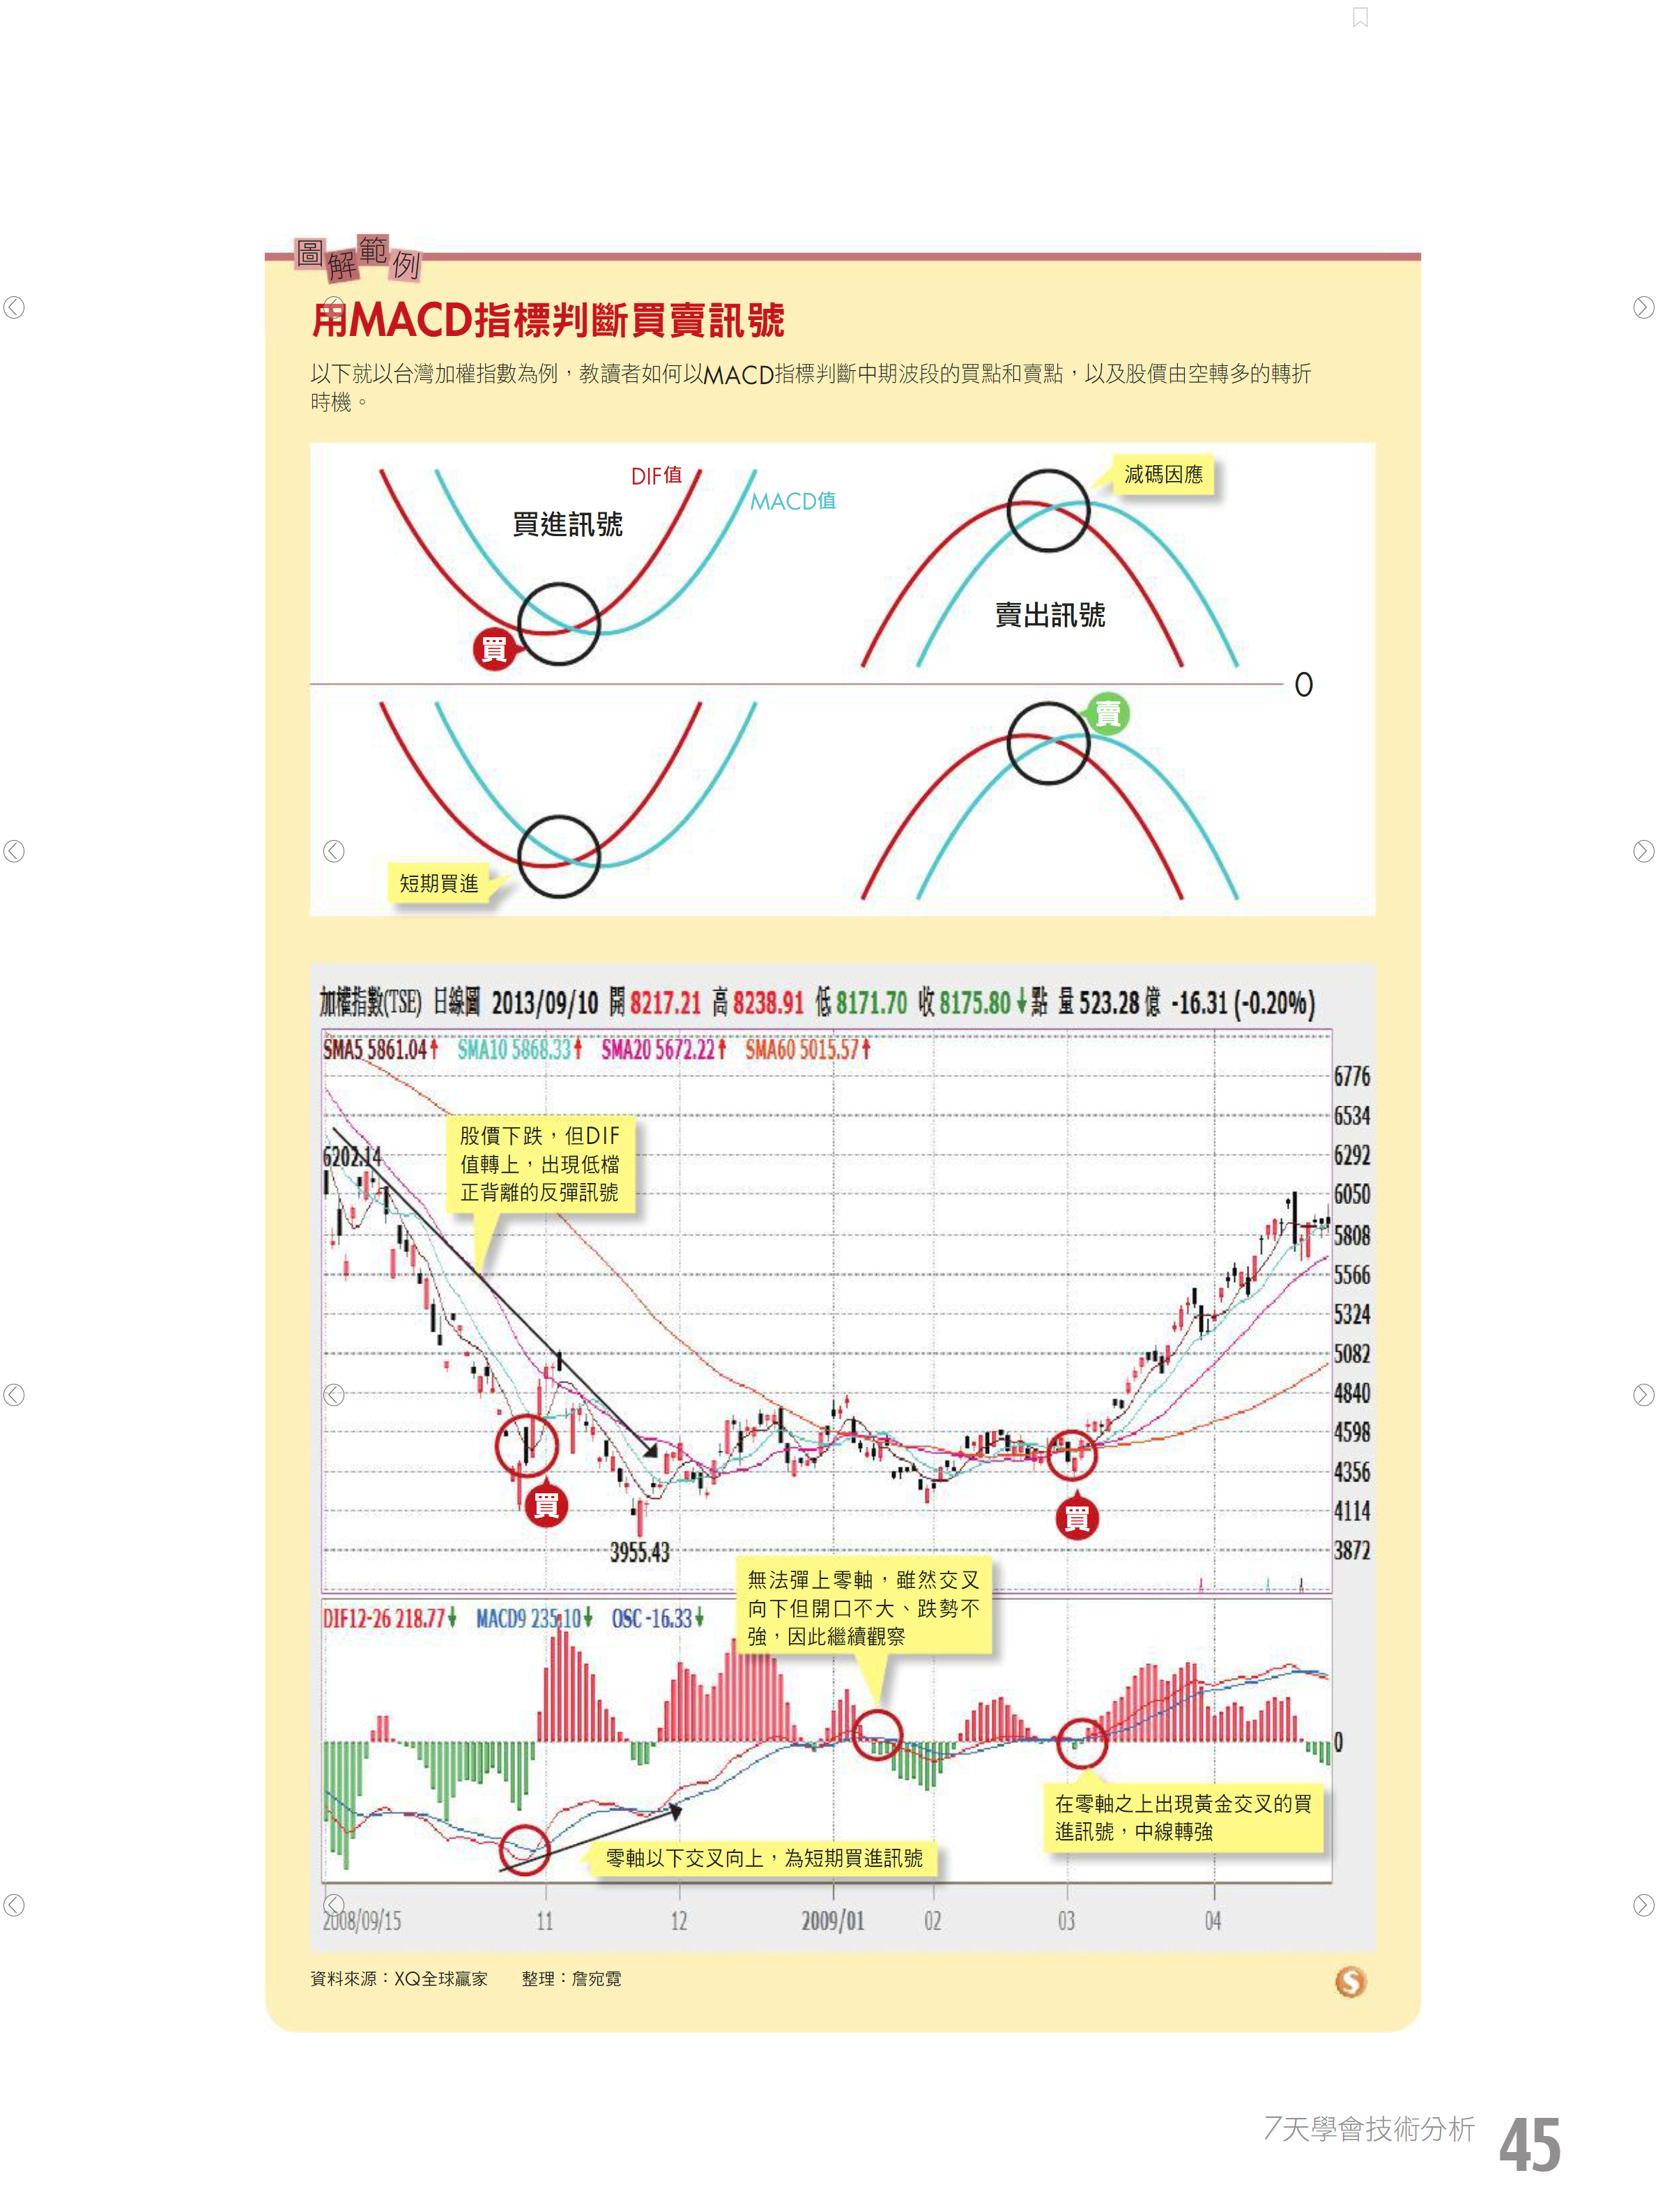 圖解範例
用MACD指標判斷買賣訊號
以下就以台灣加權指數為例，教讀者如何以MACD指標判斷中期波段的買點和賣點，以及股價由空轉多的轉折
時機。
DIF值
MACD值
買進訊號
買
減碼因應
賣出訊號
0
賣
短期買進
加權指數(TSE) 日線圖 2013/09/10 開 8217.21 高 8238.91 低 8171.70 收 8175.80↓點 量 523.28 億 -16.31 (-0.20%)
SMA5 5861.04↑ SMA10 5868.33↑ SMA20 5672.22↑ SMA60 5015.57↑
6776
6534
6292
6050
5808
5566
5324
5082
4840
4598
4356
4114
3872
股價下跌，但DIF
值轉上，出現低檔
正背離的反彈訊號
6202.14
買
買
3955.43
無法彈上零軸，雖然交叉
向下但開口不大、跌勢不
強，因此繼續觀察
DIF12-26 218.77↓ MACD9 235.10↓ OSC -16.33↓
0
在零軸之上出現黃金交叉的買
進訊號，中線轉強
零軸以下交叉向上，為短期買進訊號
2008/09/15 11 12 2009/01 02 03 04
資料來源：XQ全球贏家 整理：詹宛霓
S
7天學會技術分析 45